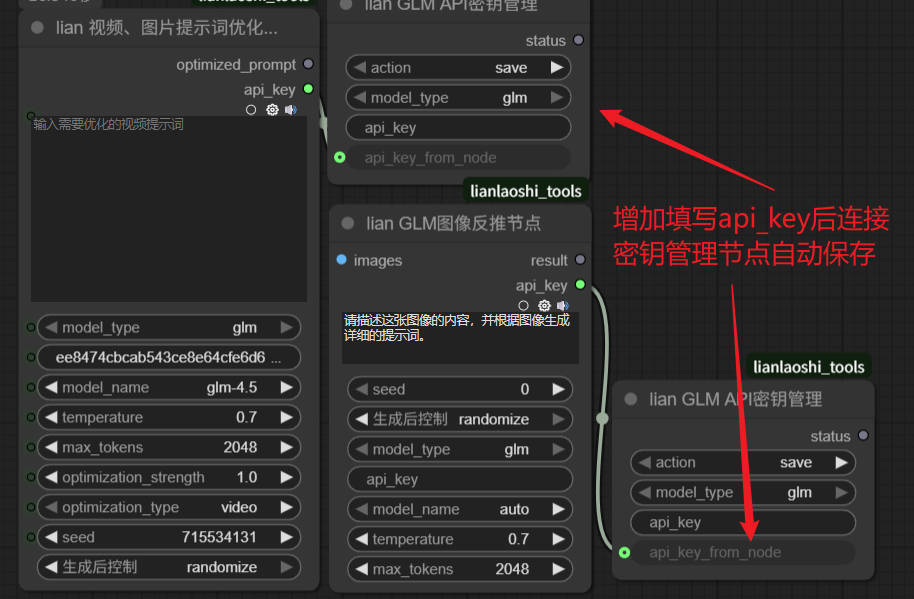 lianlaoshi_tools
lian 视频、图片提示词优化...
optimized_prompt
api_key
输入需要优化的视频提示词
model_type glm
ee8474cbcab543ce8e64cfe6d6 ...
model_name glm-4.5
temperature 0.7
max_tokens 2048
optimization_strength 1.0
optimization_type video
seed 715534131
生成后控制 randomize
lian GLM API密钥管理
status
action save
model_type glm
api_key
api_key_from_node
lianlaoshi_tools
lian GLM图像反推节点
images result
api_key
请描述这张图像的内容，并根据图像生成
详细的提示词。
seed 0
生成后控制 randomize
model_type glm
api_key
model_name auto
temperature 0.7
max_tokens 2048
增加填写api_key后连接
密钥管理节点自动保存
lianlaoshi_tools
lian GLM API密钥管理
status
action save
model_type glm
api_key
api_key_from_node